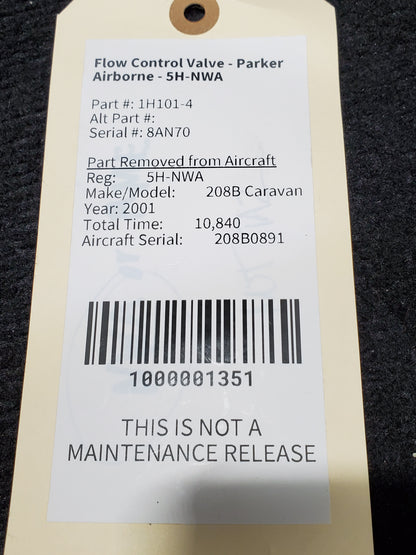 Flow Control Valve - Parker
Airborne - 5H-NWA
Part #: 1H101-4
Alt Part #:
Serial #: 8AN70
Part Removed from Aircraft
Reg: 5H-NWA
Make/Model: 208B Caravan
Year: 2001
Total Time: 10,840
Aircraft Serial: 208B0891
1000001351
THIS IS NOT A
MAINTENANCE RELEASE